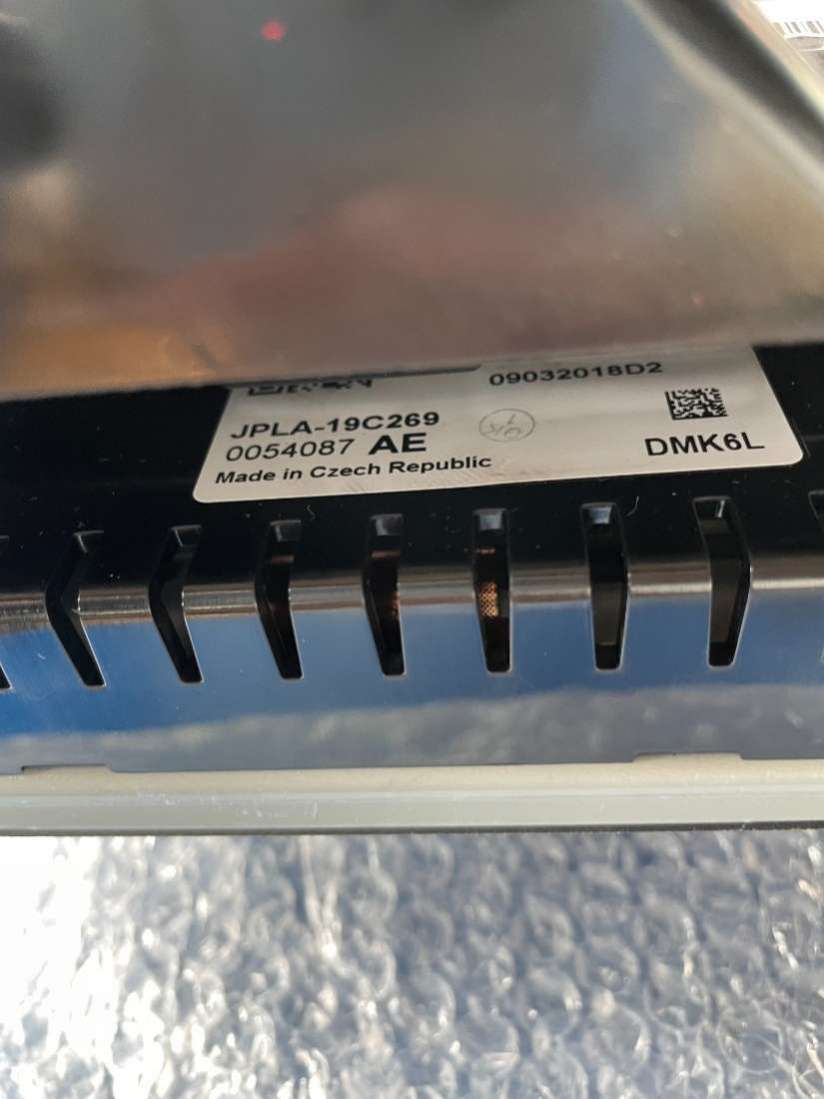 09032018D2
JPLA-19C269
0054087 AE
DMK6L
Made in Czech Republic